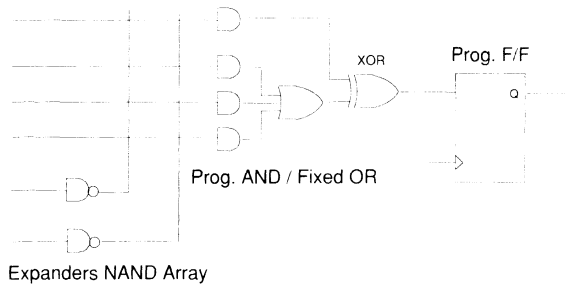 XOR
Prog. F/F
Q
Prog. AND / Fixed OR
Expanders NAND Array